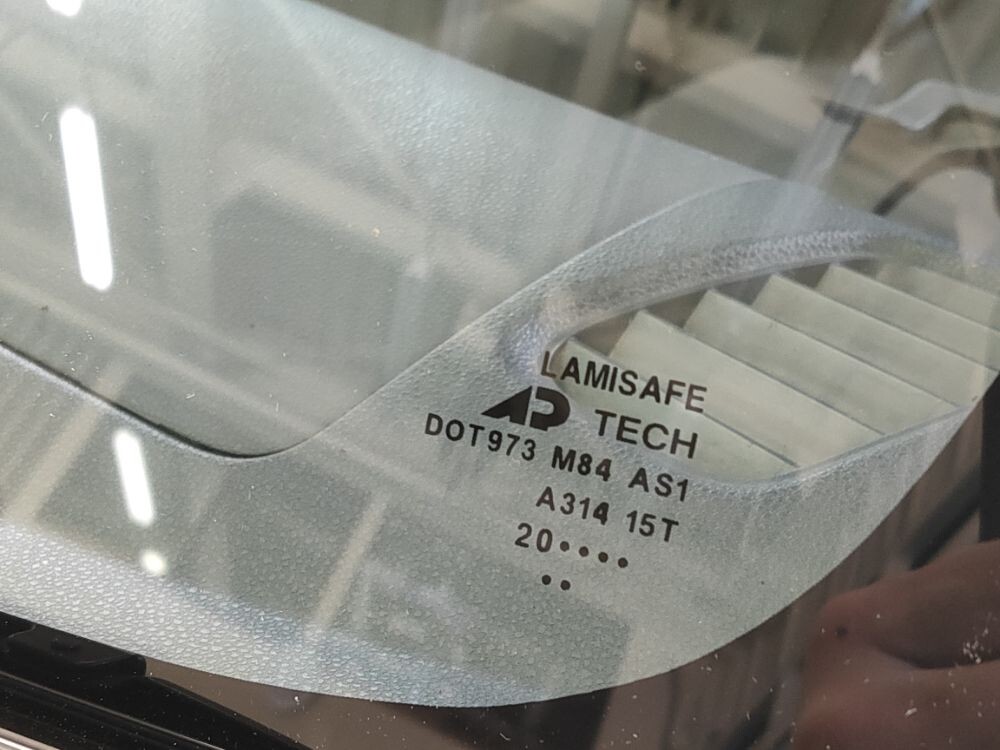 LAMISAFE
AP TECH
DOT973 M84 AS1
A314 15T
20••••
••